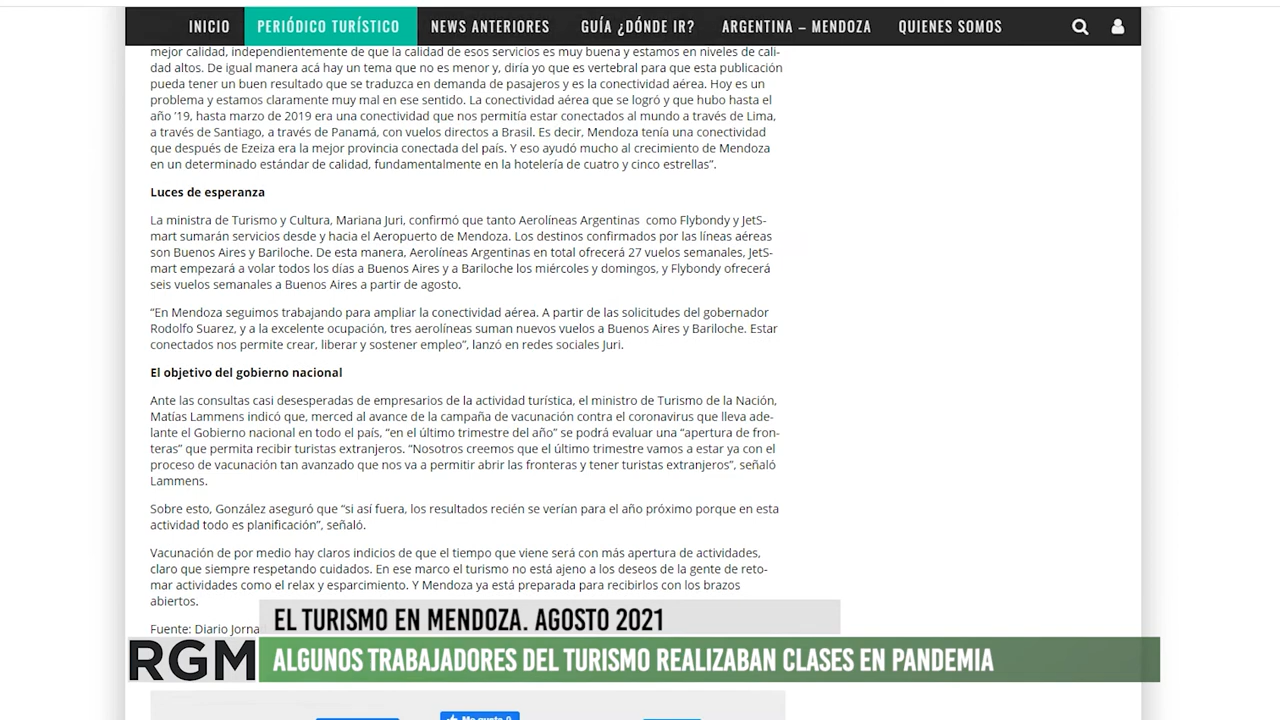 INICIO PERIÓDICO TURÍSTICO NEWS ANTERIORES GUÍA ¿DÓNDE IR? ARGENTINA – MENDOZA QUIENES SOMOS
mejor calidad, independientemente de que la calidad de esos servicios es muy buena y estamos en niveles de cali-
dad altos. De igual manera acá hay un tema que no es menor y, diría yo que es vertebral para que esta publicación
pueda tener un buen resultado que se traduzca en demanda de pasajeros y es la conectividad aérea. Hoy es un
problema y estamos claramente muy mal en ese sentido. La conectividad aérea que se logró y que hubo hasta el
año ’19, hasta marzo de 2019 era una conectividad que nos permitía estar conectados al mundo a través de Lima,
a través de Santiago, a través de Panamá, con vuelos directos a Brasil. Es decir, Mendoza tenía una conectividad
que después de Ezeiza era la mejor provincia conectada del país. Y eso ayudó mucho al crecimiento de Mendoza
en un determinado estándar de calidad, fundamentalmente en la hotelería de cuatro y cinco estrellas”.
Luces de esperanza
La ministra de Turismo y Cultura, Mariana Juri, confirmó que tanto Aerolíneas Argentinas como Flybondy y JetS-
mart sumarán servicios desde y hacia el Aeropuerto de Mendoza. Los destinos confirmados por las líneas aéreas
son Buenos Aires y Bariloche. De esta manera, Aerolíneas Argentinas en total ofrecerá 27 vuelos semanales, JetS-
mart empezará a volar todos los días a Buenos Aires y a Bariloche los miércoles y domingos, y Flybondy ofrecerá
seis vuelos semanales a Buenos Aires a partir de agosto.
“En Mendoza seguimos trabajando para ampliar la conectividad aérea. A partir de las solicitudes del gobernador
Rodolfo Suarez, y a la excelente ocupación, tres aerolíneas suman nuevos vuelos a Buenos Aires y Bariloche. Estar
conectados nos permite crear, liberar y sostener empleo”, lanzó en redes sociales Juri.
El objetivo del gobierno nacional
Ante las consultas casi desesperadas de empresarios de la actividad turística, el ministro de Turismo de la Nación,
Matías Lammens indicó que, merced al avance de la campaña de vacunación contra el coronavirus que lleva ade-
lante el Gobierno nacional en todo el país, “en el último trimestre del año” se podrá evaluar una “apertura de fron-
teras” que permita recibir turistas extranjeros. “Nosotros creemos que el último trimestre vamos a estar ya con el
proceso de vacunación tan avanzado que nos va a permitir abrir las fronteras y tener turistas extranjeros”, señaló
Lammens.
Sobre esto, González aseguró que “si así fuera, los resultados recién se verían para el año próximo porque en esta
actividad todo es planificación”, señaló.
Vacunación de por medio hay claros indicios de que el tiempo que viene será con más apertura de actividades,
claro que siempre respetando cuidados. En ese marco el turismo no está ajeno a los deseos de la gente de reto-
mar actividades como el relax y esparcimiento. Y Mendoza ya está preparada para recibirlos con los brazos
abiertos.
Fuente: Diario Jorna
EL TURISMO EN MENDOZA. AGOSTO 2021
RGM ALGUNOS TRABAJADORES DEL TURISMO REALIZABAN CLASES EN PANDEMIA